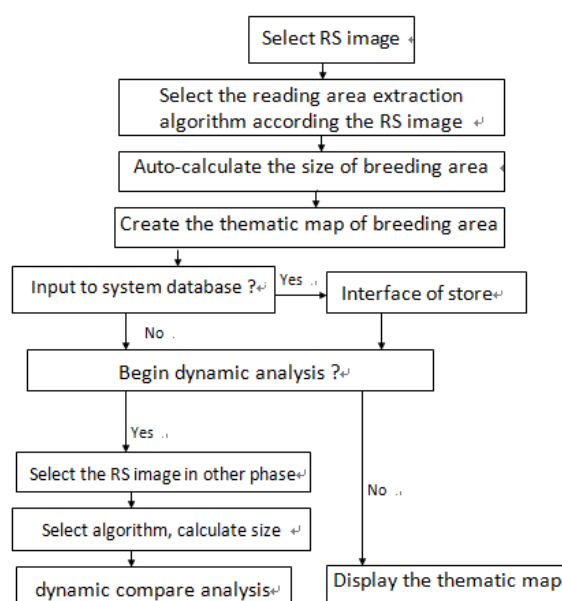 Select RS image
Select the reading area extraction
algorithm according the RS image
Auto-calculate the size of breeding area
Create the thematic map of breeding area
Input to system database ?
Yes
Interface of store
No
Begin dynamic analysis ?
Yes
Select the RS image in other phase
No
Select algorithm, calculate size
dynamic compare analysis
Display the thematic map